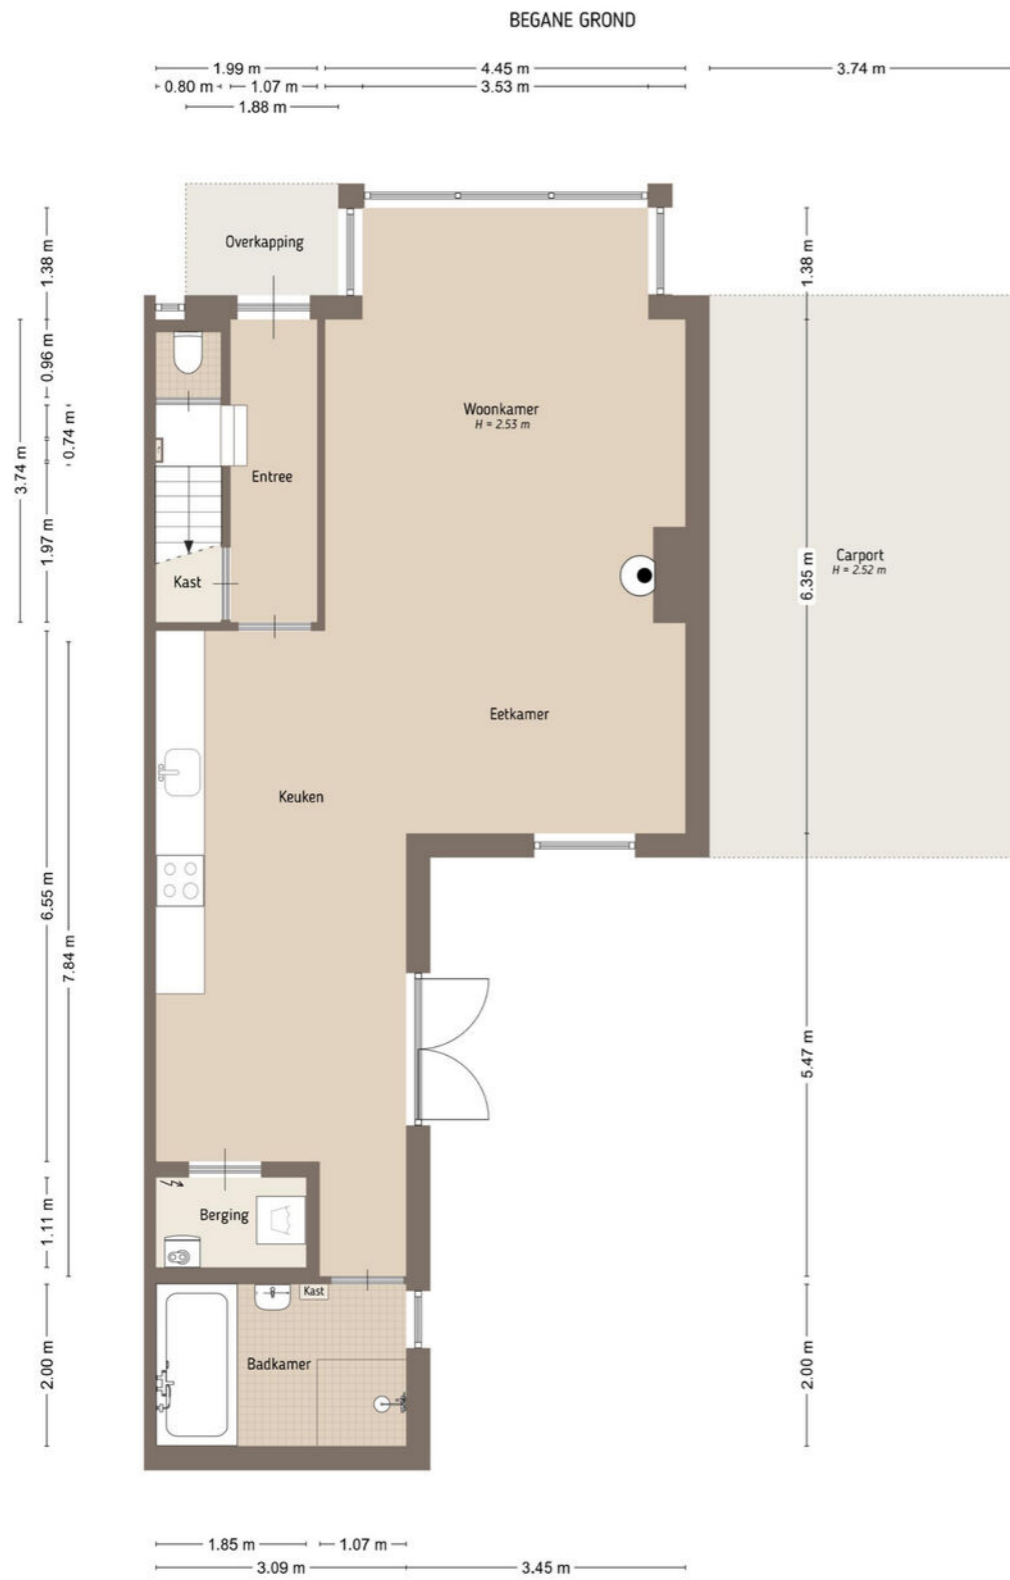 BEGANE GROND
1.99 m
4.45 m
3.74 m
0.80 m
1.07 m
3.53 m
1.88 m
Overkapping
1.38 m
1.38 m
0.96 m
0.74 m
3.74 m
Woonkamer
H = 2.53 m
Entree
1.97 m
Kast
6.35 m
Carport
H = 2.52 m
Eetkamer
Keuken
6.55 m
7.84 m
5.47 m
Berging
1.11 m
Kast
Badkamer
2.00 m
2.00 m
1.85 m
1.07 m
3.09 m
3.45 m